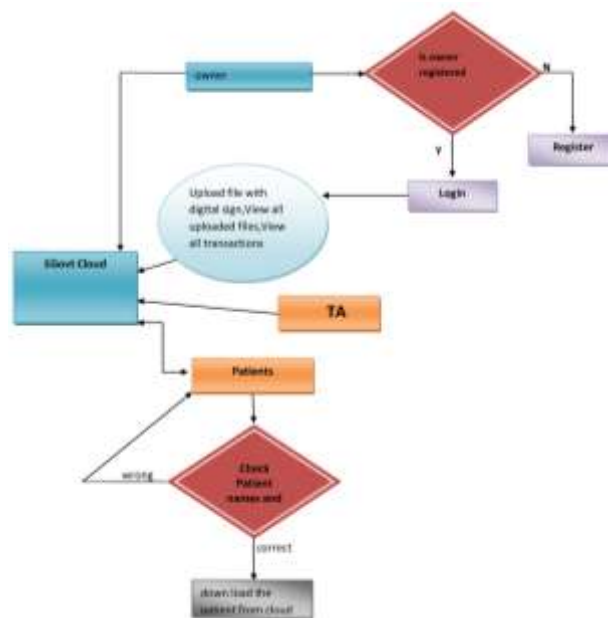 owner
Is owner
registered
N
Register
Y
Login
Upload file with
digital sign,View all
uploaded files,View
all transactions
Cloud
TA
Patients
wrong
Check
Patient
names and
correct
down load the
patient from cloud